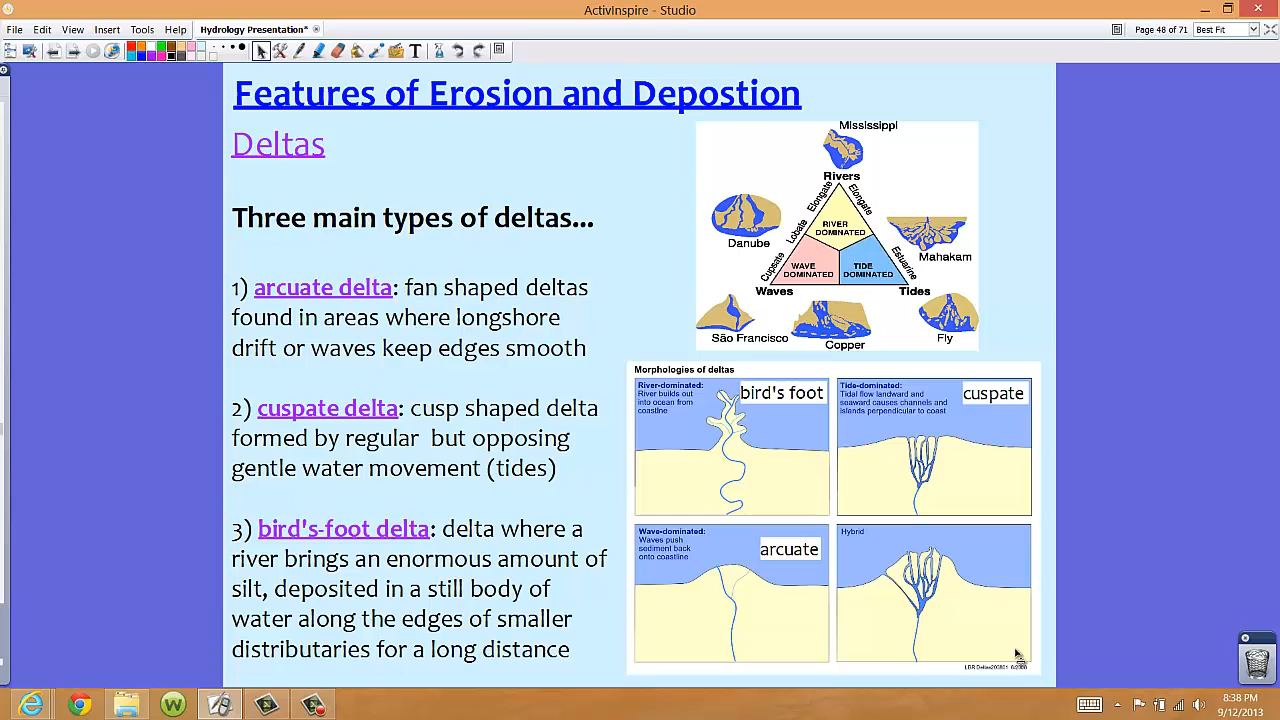 ActivInspire - Studio
File Edit View Insert Tools Help Hydrology Presentation* Page 48 of 71 Best Fit
Features of Erosion and Depostion
Deltas
Three main types of deltas...
1) arcuate delta: fan shaped deltas
found in areas where longshore
drift or waves keep edges smooth
2) cuspate delta: cusp shaped delta
formed by regular but opposing
gentle water movement (tides)
3) bird's-foot delta: delta where a
river brings an enormous amount of
silt, deposited in a still body of
water along the edges of smaller
distributaries for a long distance
Mississippi
Rivers
Elongate
Elongate
RIVER
DOMINATED
Danube
Lobate
Mahakam
Estuarine
Cupsate
WAVE
DOMINATED
TIDE
DOMINATED
Waves
Tides
São Francisco
Copper
Fly
Morphologies of deltas
River-dominated:
River builds out
into ocean from
coastline
bird's foot
Tide-dominated:
Tidal flow landward and
seaward causes channels and
islands perpendicular to coast
cuspate
Wave-dominated:
Waves push
sediment back
onto coastline
arcuate
Hybrid
8:38 PM
9/12/2013